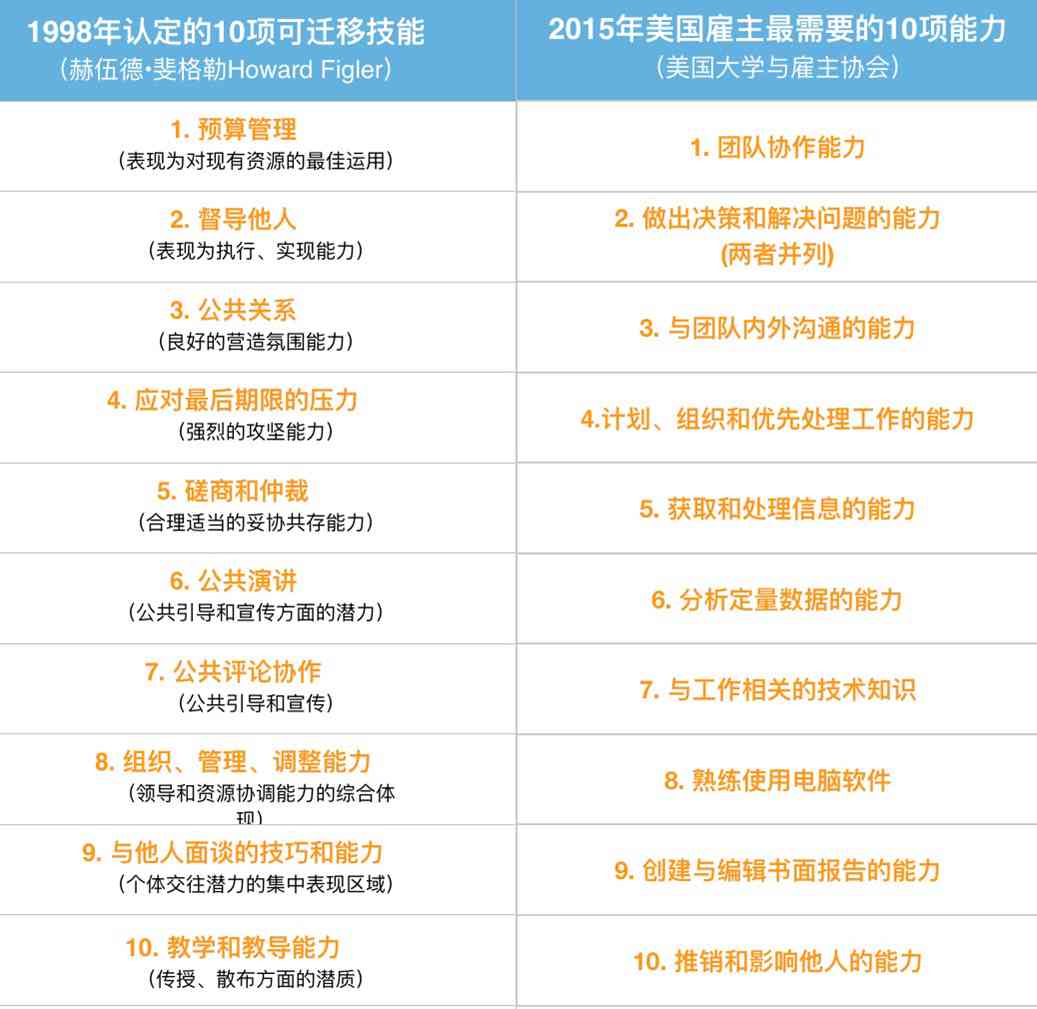 1998年认定的10项可迁移技能
（赫伍德•斐格勒Howard Figler）
2015年美国雇主最需要的10项能力
（美国大学与雇主协会）
1. 预算管理
（表现为对现有资源的最佳运用）
1. 团队协作能力
2. 督导他人
（表现为执行、实现能力）
2. 做出决策和解决问题的能力
(两者并列)
3. 公共关系
（良好的营造氛围能力）
3. 与团队内外沟通的能力
4. 应对最后期限的压力
（强烈的攻坚能力）
4.计划、组织和优先处理工作的能力
5. 磋商和仲裁
（合理适当的妥协共存能力）
5. 获取和处理信息的能力
6. 公共演讲
（公共引导和宣传方面的潜力）
6. 分析定量数据的能力
7. 公共评论协作
（公共引导和宣传）
7. 与工作相关的技术知识
8. 组织、管理、调整能力
（领导和资源协调能力的综合体
现）
8. 熟练使用电脑软件
9. 与他人面谈的技巧和能力
（个体交往潜力的集中表现区域）
9. 创建与编辑书面报告的能力
10. 教学和教导能力
（传授、散布方面的潜质）
10. 推销和影响他人的能力